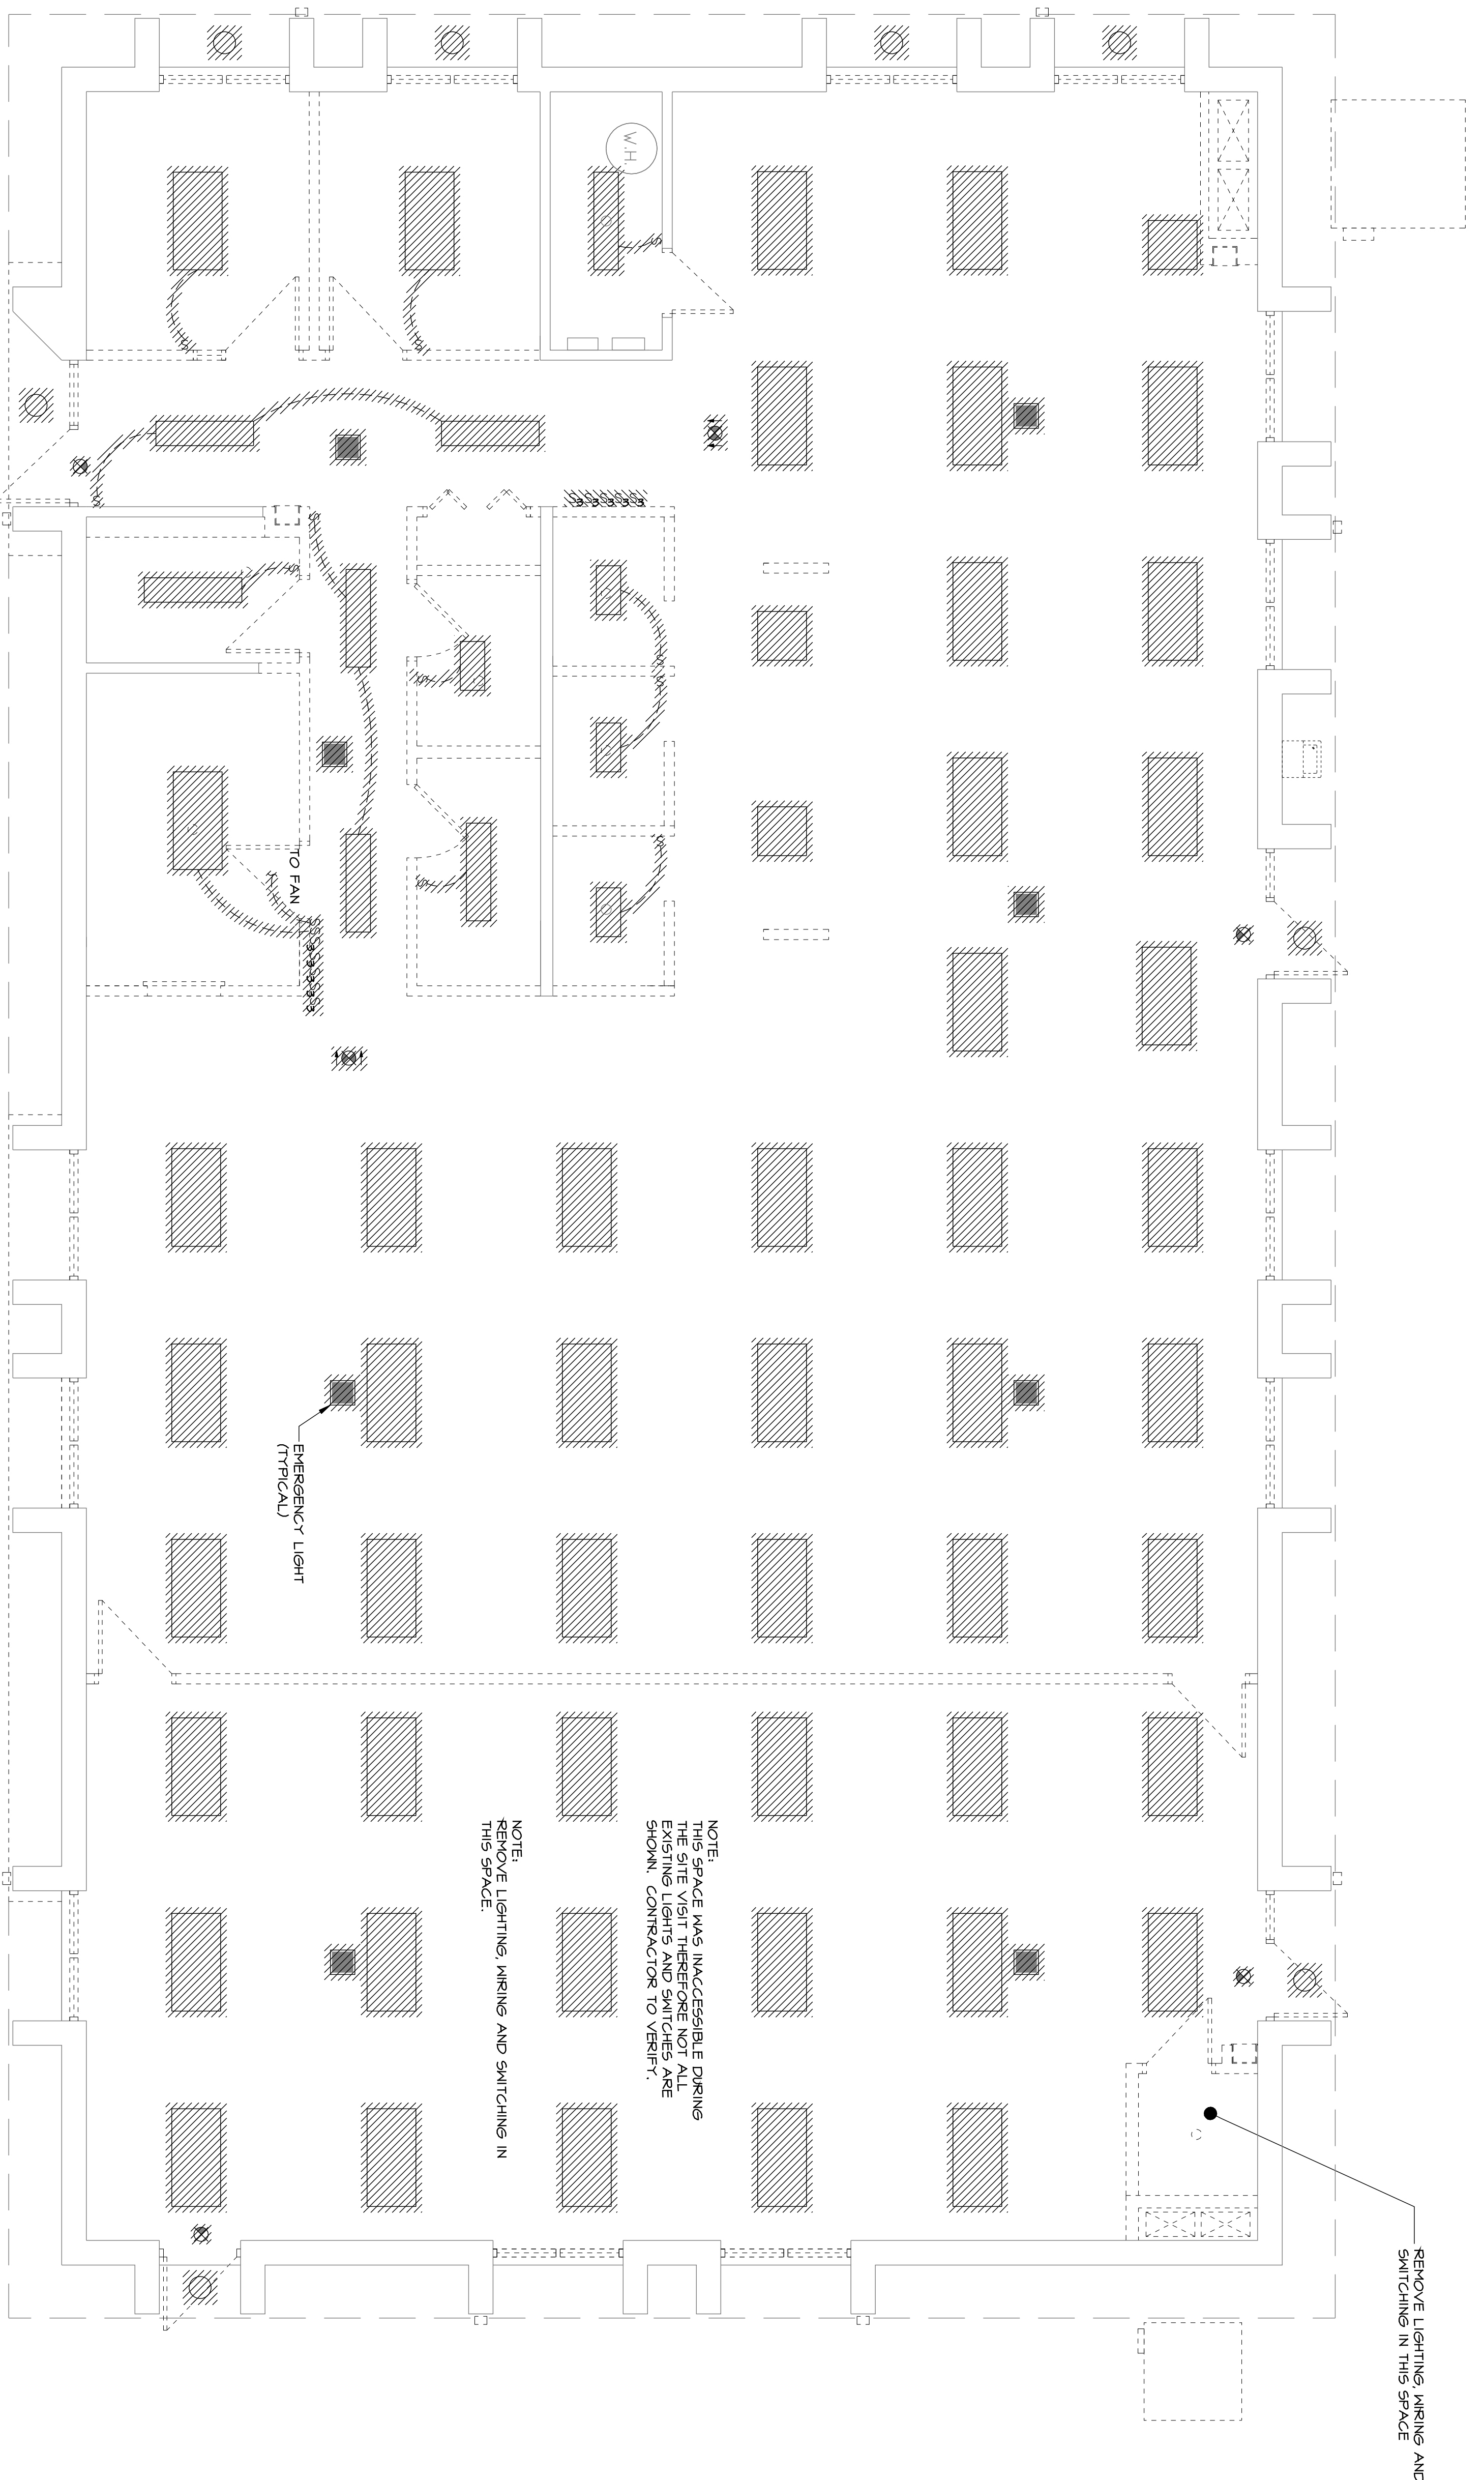 W.H.
S
S
S
S
S3S3S3S3S3
S
S
S
S
S
S
S
TO FAN
EMERGENCY LIGHT
(TYPICAL)
NOTE:
THIS SPACE WAS INACCESSIBLE DURING
THE SITE VISIT THEREFORE NOT ALL
EXISTING LIGHTS AND SWITCHES ARE
SHOWN. CONTRACTOR TO VERIFY.
NOTE:
REMOVE LIGHTING, WIRING AND SWITCHING IN
THIS SPACE.
REMOVE LIGHTING, WIRING AND
SWITCHING IN THIS SPACE